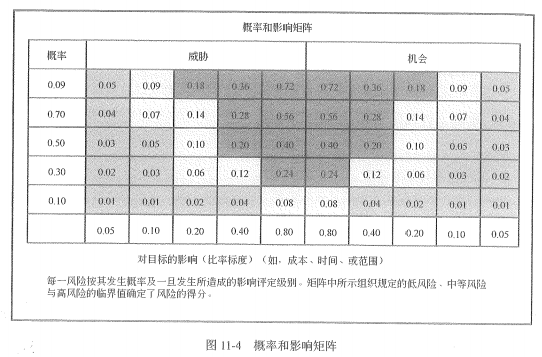 概率和影响矩阵
概率 威胁 机会
0.09 0.05 0.09 0.18 0.36 0.72 0.72 0.36 0.18 0.09 0.05
0.70 0.04 0.07 0.14 0.28 0.56 0.56 0.28 0.14 0.07 0.04
0.50 0.03 0.05 0.10 0.20 0.40 0.40 0.20 0.10 0.05 0.03
0.30 0.02 0.03 0.06 0.12 0.24 0.24 0.12 0.06 0.03 0.02
0.10 0.01 0.01 0.02 0.04 0.08 0.08 0.04 0.02 0.01 0.01
0.05 0.10 0.20 0.40 0.80 0.80 0.40 0.20 0.10 0.05
对目标的影响（比率标度）（如，成本、时间、或范围）
每一风险按其发生概率及一旦发生所造成的影响评定级别。矩阵中所示组织规定的低风险、中等风险
与高风险的临界值确定了风险的得分。
图 11-4 概率和影响矩阵